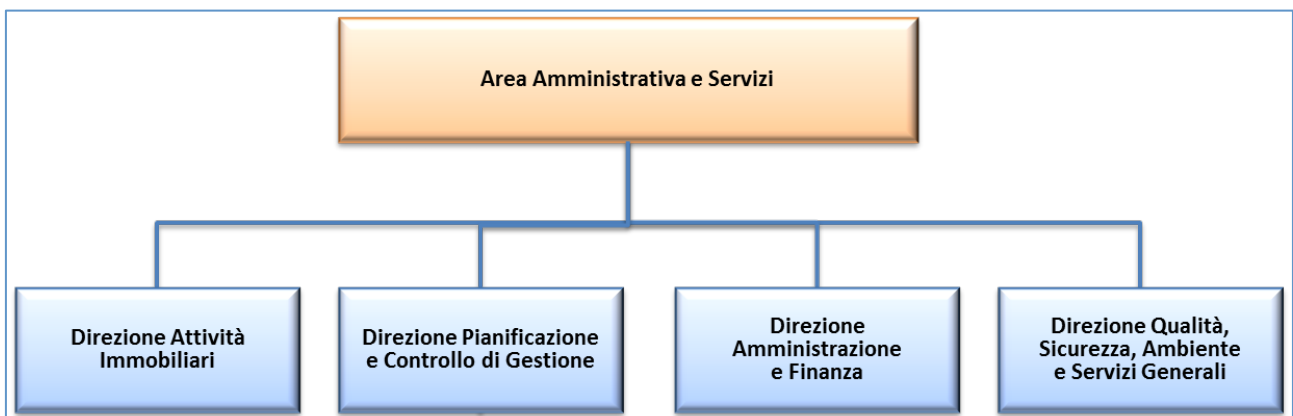 Area Amministrativa e Servizi
Direzione Attività
Immobiliari
Direzione Pianificazione
e Controllo di Gestione
Direzione
Amministrazione
e Finanza
Direzione Qualità,
Sicurezza, Ambiente
e Servizi Generali